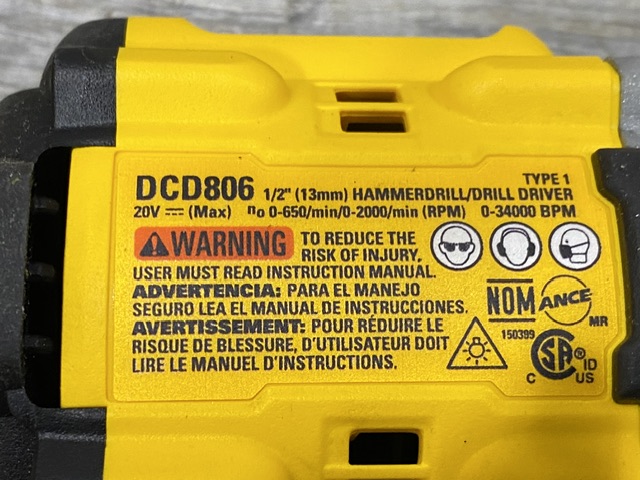 TYPE 1
DCD806 1/2" (13mm) HAMMERDRILL/DRILL DRIVER
20V ⎓ (Max) no 0-650/min/0-2000/min (RPM) 0-34000 BPM
WARNING TO REDUCE THE
RISK OF INJURY,
USER MUST READ INSTRUCTION MANUAL.
ADVERTENCIA: PARA EL MANEJO
SEGURO LEA EL MANUAL DE INSTRUCCIONES.
AVERTISSEMENT: POUR RÉDUIRE LE
RISQUE DE BLESSURE, D'UTILISATEUR DOIT
LIRE LE MANUEL D'INSTRUCTIONS.
NOM ANCE
MR
150399
C SA ® ID
C US